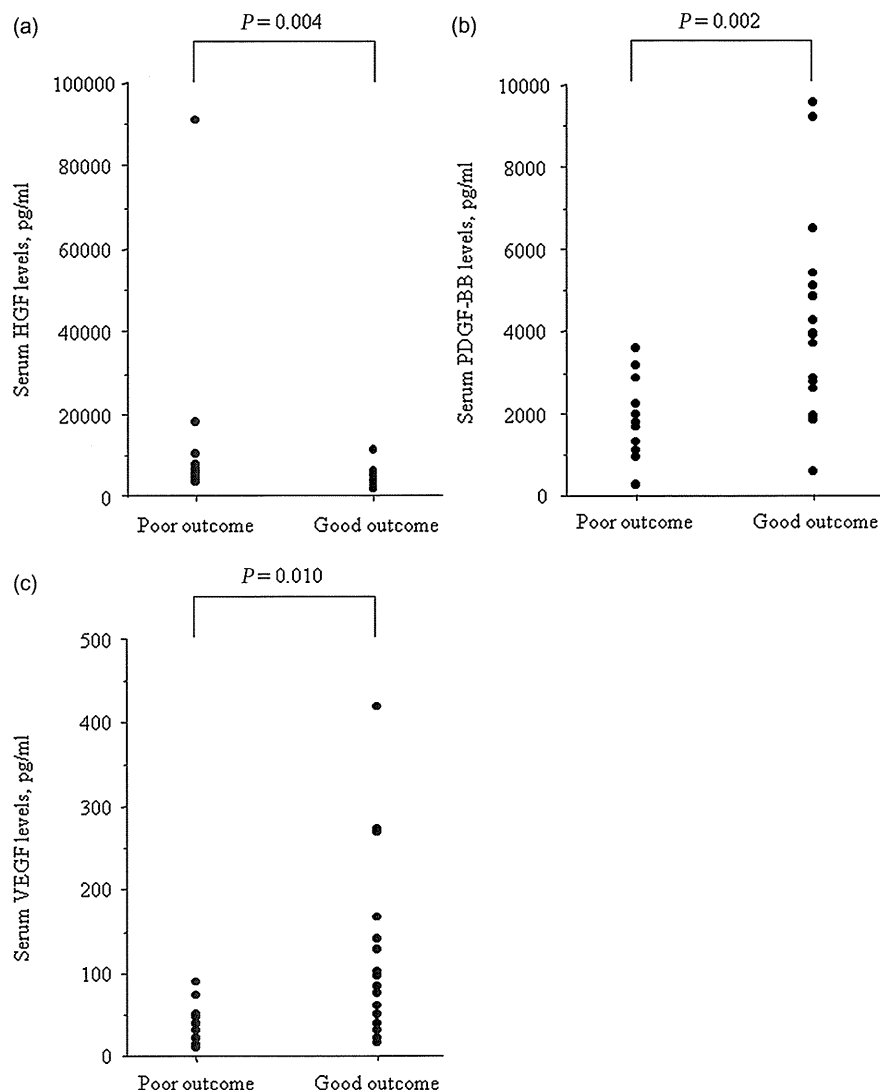 (a)
P = 0.004
Serum HGF levels, pg/ml
100000
80000
60000
40000
20000
0
Poor outcome
Good outcome
(b)
P = 0.002
Serum PDGF-BB levels, pg/ml
10000
8000
6000
4000
2000
0
Poor outcome
Good outcome
(c)
P = 0.010
Serum VEGF levels, pg/ml
500
400
300
200
100
0
Poor outcome
Good outcome